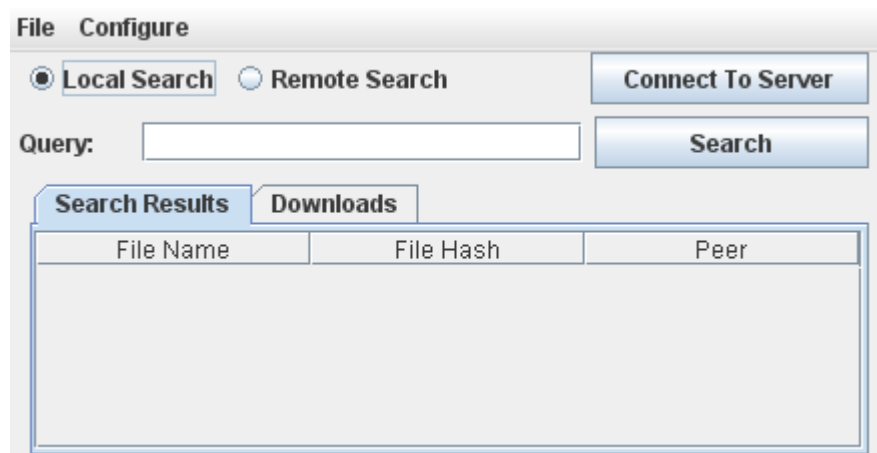 File Configure
Local Search Remote Search Connect To Server
Query: Search
Search Results Downloads
File Name File Hash Peer